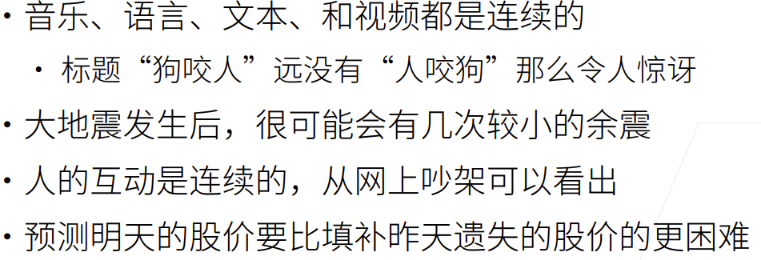 • 音乐、语言、文本、和视频都是连续的
• 标题“狗咬人”远没有“人咬狗”那么令人惊讶
• 大地震发生后，很可能会有几次较小的余震
• 人的互动是连续的，从网上吵架可以看出
• 预测明天的股价要比填补昨天遗失的股价的更困难